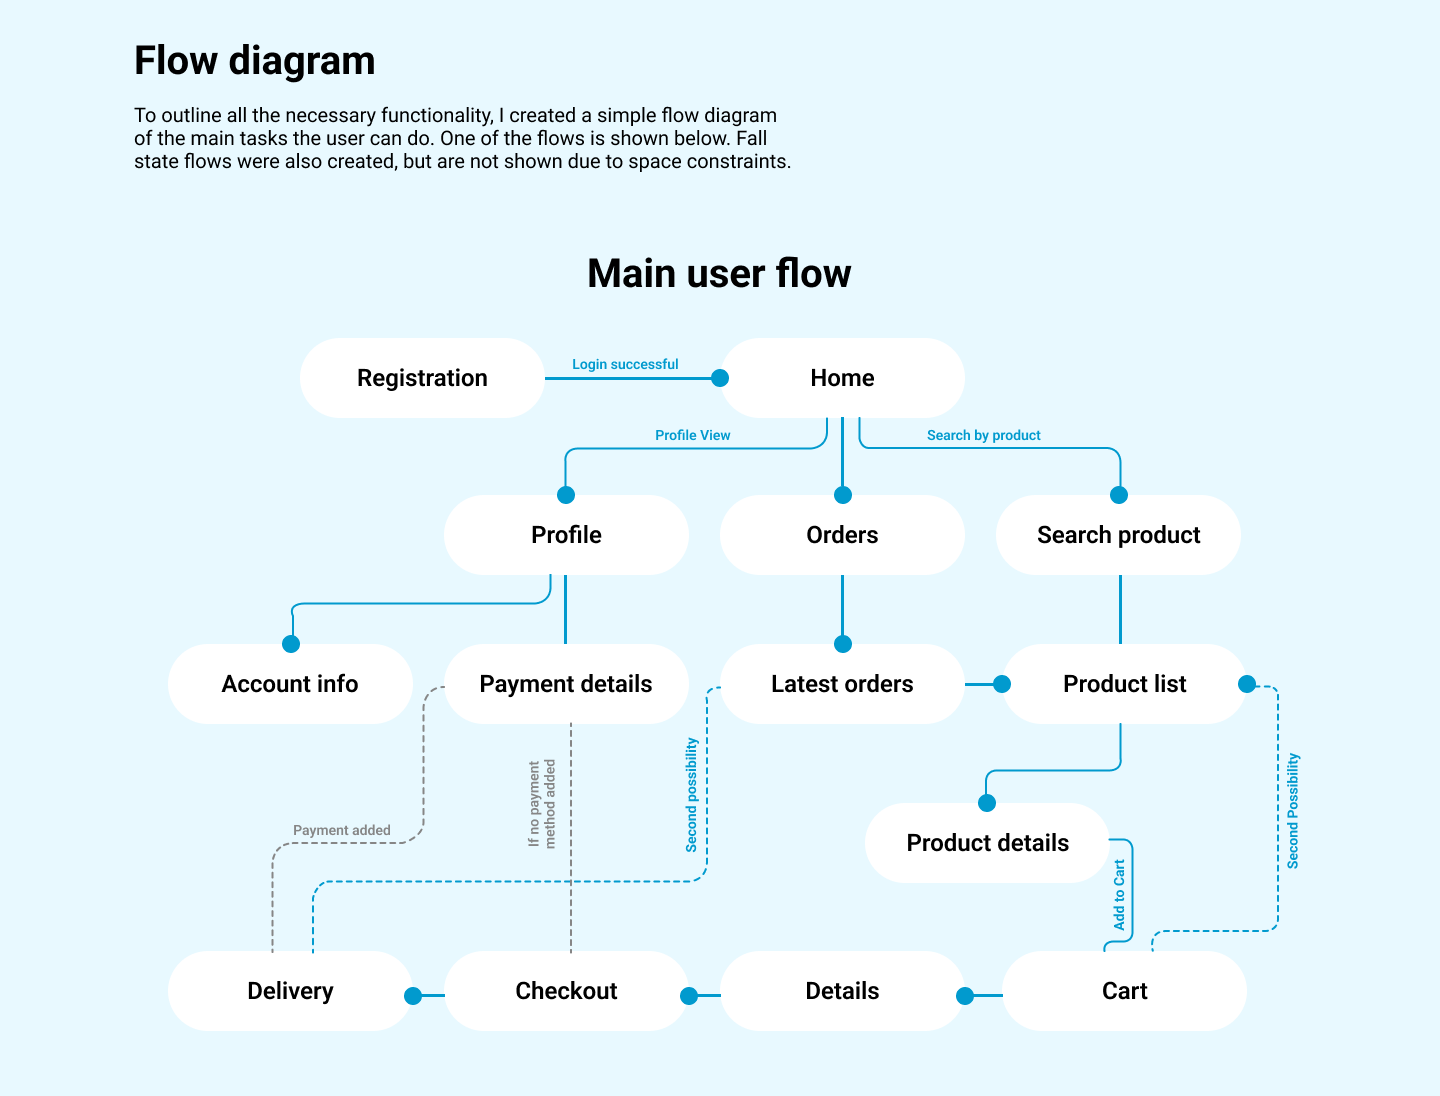 Flow diagram
To outline all the necessary functionality, I created a simple flow diagram
of the main tasks the user can do. One of the flows is shown below. Fall
state flows were also created, but are not shown due to space constraints.
Main user flow
Registration
Login successful
Home
Profile View
Search by product
Profile
Orders
Search product
Account info
Payment details
Latest orders
Product list
Payment added
If no payment
method added
Second possibility
Product details
Add to Cart
Second Possibility
Delivery
Checkout
Details
Cart